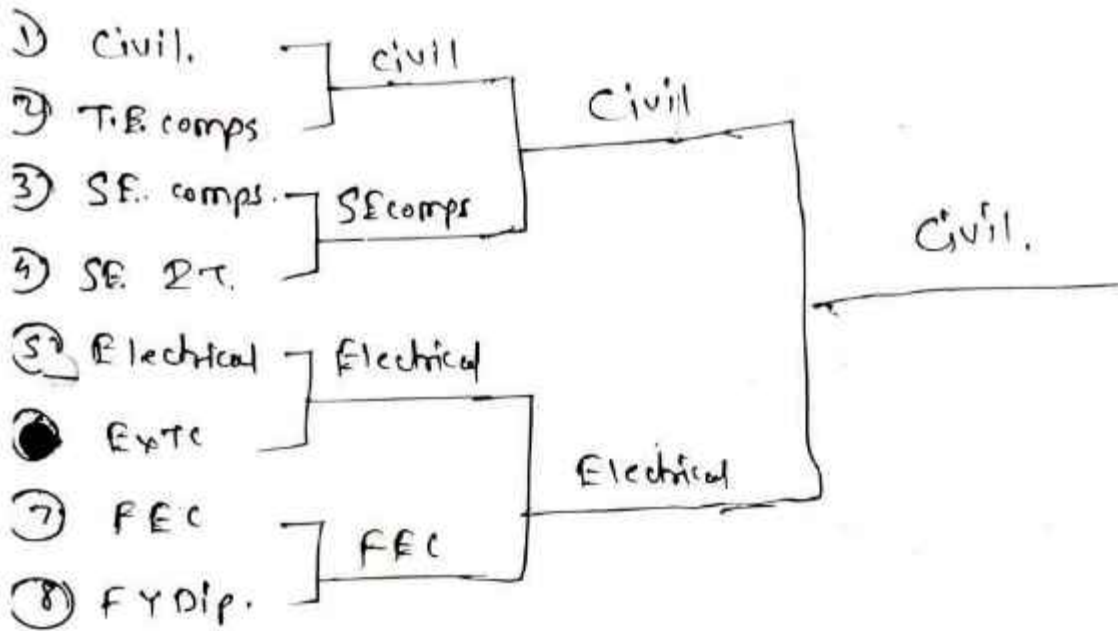 1) Civil.
civil
2) T.E. comps
Civil
3) SE. comps.
SEcomps
Civil.
4) SE. IT.
5) Electrical
Electrical
EXTC
Electrical
7) FEC
FEC
8) FY Dip.